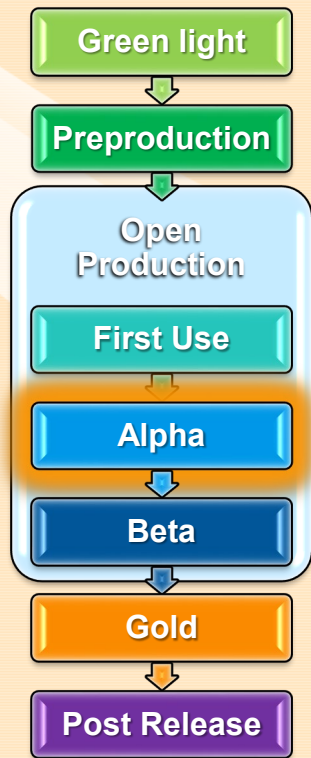 Green light
Preproduction
Open
Production
First Use
Alpha
Beta
Gold
Post Release